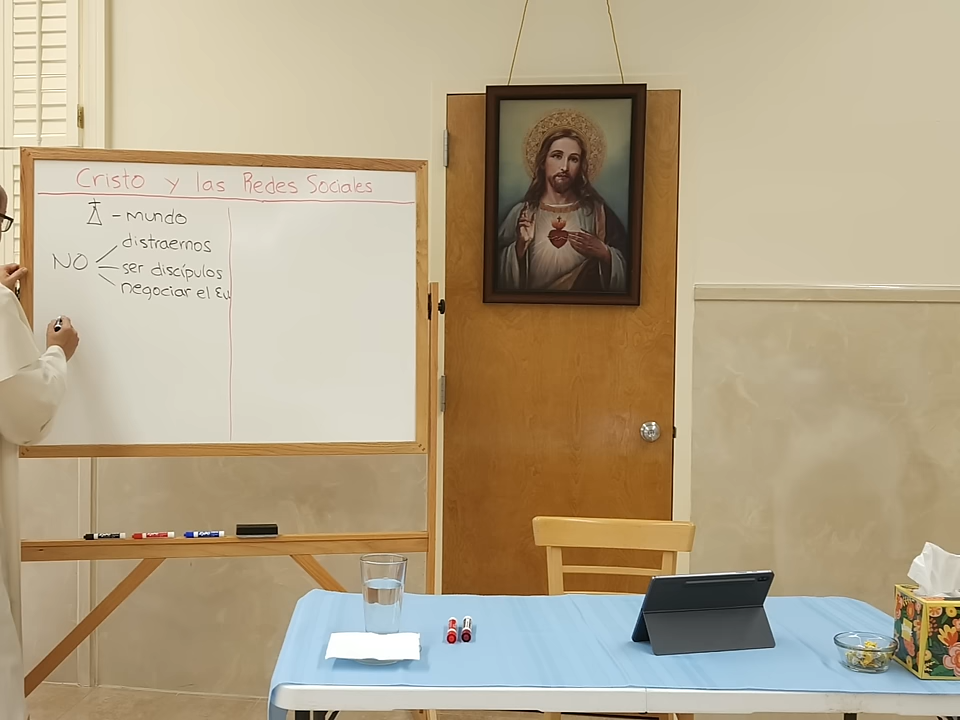 Cristo y las Redes Sociales
- mundo
distraernos
NO
ser discípulos
negociar el Ev